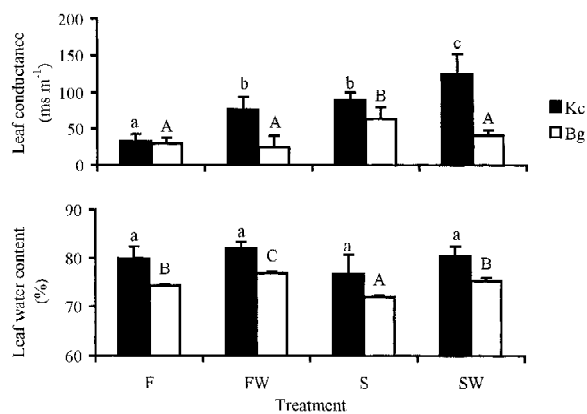 200
150
100
50
0
Leaf conductance
(ms m⁻¹)
a A b A b B c A
Kc
Bg
90
80
70
60
Leaf water content
(%)
a B a C a A a B
F FW S SW
Treatment